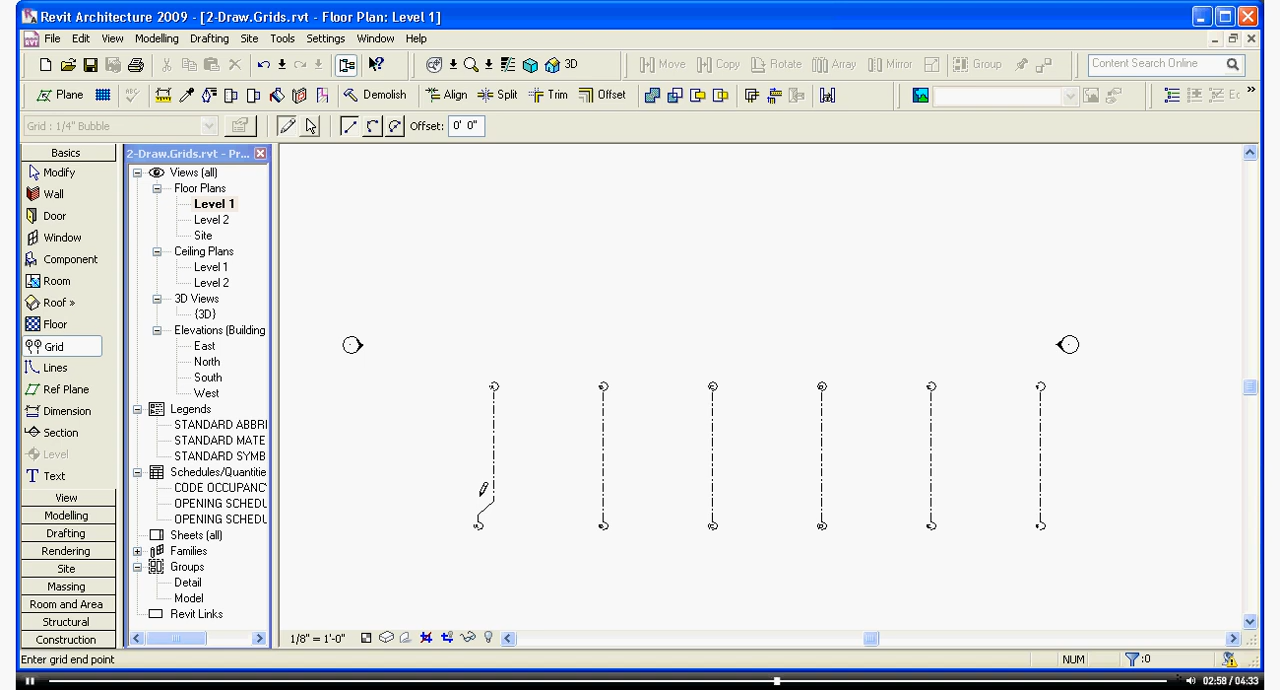 Revit Architecture 2009 - [2-Draw.Grids.rvt - Floor Plan: Level 1]
File Edit View Modelling Drafting Site Tools Settings Window Help
3D Move Copy Rotate Array Mirror Group Content Search Online
Plane Demolish Align Split Trim Offset
Grid : 1/4" Bubble Offset: 0' 0"
Basics
Modify
Wall
Door
Window
Component
Room
Roof »
Floor
Grid
Lines
Ref Plane
Dimension
Section
Level
Text
View
Modelling
Drafting
Rendering
Site
Massing
Room and Area
Structural
Construction
2-Draw.Grids.rvt - Pr...
Views (all)
Floor Plans
Level 1
Level 2
Site
Ceiling Plans
Level 1
Level 2
3D Views
{3D}
Elevations (Building
East
North
South
West
Legends
STANDARD ABBRI
STANDARD MATE
STANDARD SYMB
Schedules/Quantitie
CODE OCCUPANC
OPENING SCHEDU
OPENING SCHEDU
Sheets (all)
Families
Groups
Detail
Model
Revit Links
1/8" = 1'-0"
Enter grid end point NUM :0
02:58 / 04:33